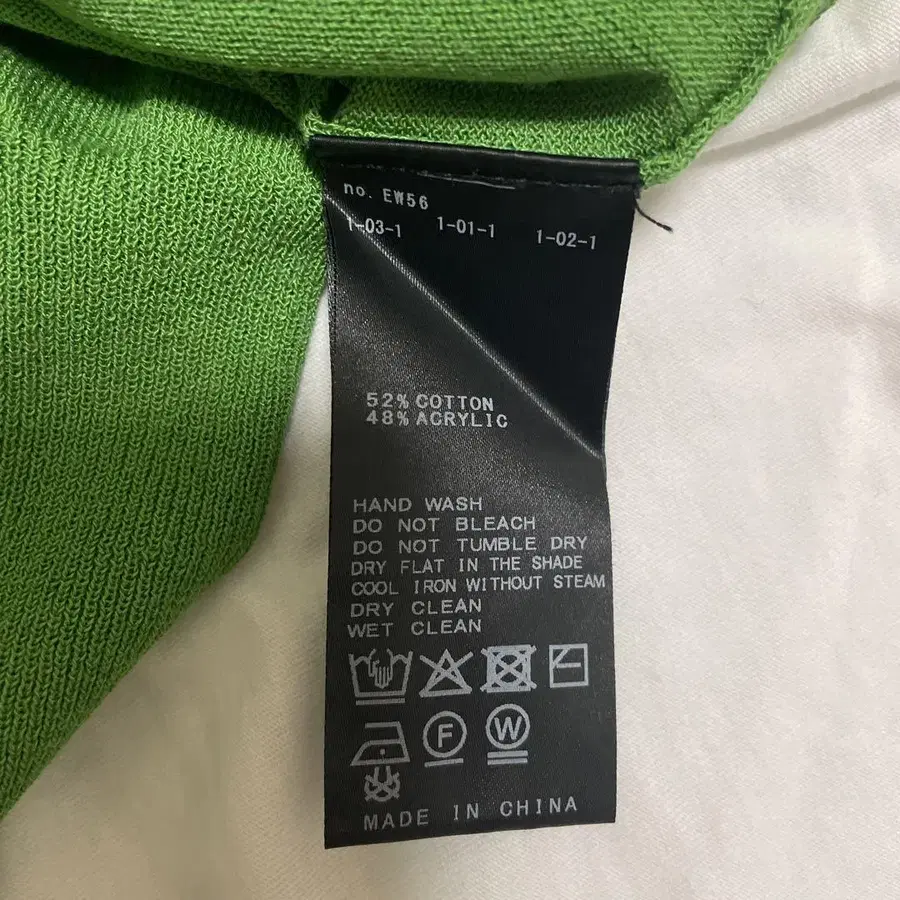 no. EW56
1-03-1 1-01-1 1-02-1
52% COTTON
48% ACRYLIC
HAND WASH
DO NOT BLEACH
DO NOT TUMBLE DRY
DRY FLAT IN THE SHADE
COOL IRON WITHOUT STEAM
DRY CLEAN
WET CLEAN
F W
MADE IN CHINA